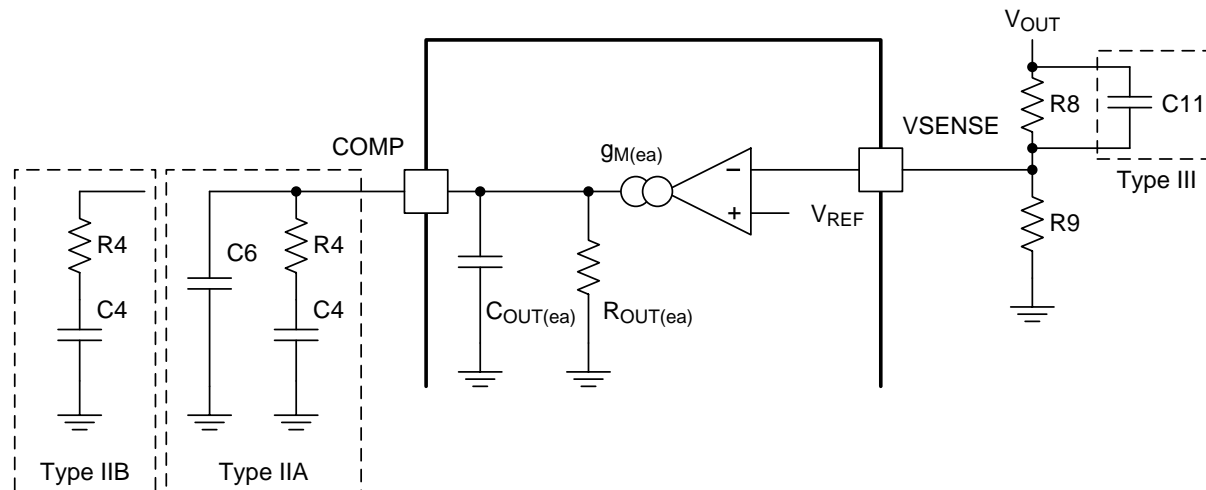 VOUT
R8
C11
VSENSE
COMP
gM(ea)
Type III
R4
C6
R4
VREF
R9
C4
C4
COUT(ea)
ROUT(ea)
Type IIB
Type IIA
−
+